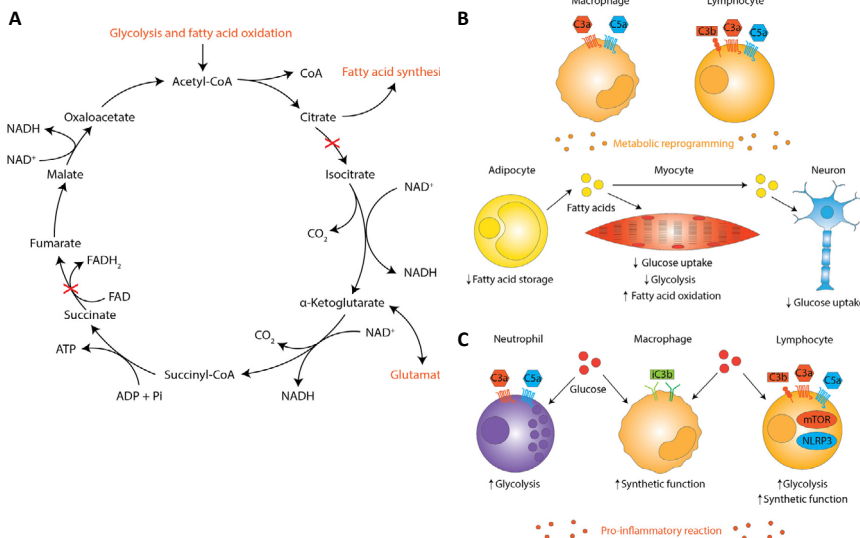 A
Glycolysis and fatty acid oxidation
Acetyl-CoA
CoA
Fatty acid synthesi
Citrate
Oxaloacetate
NADH
NAD⁺
Malate
Isocitrate
NAD⁺
CO₂
NADH
Fumarate
FADH₂
FAD
Succinate
α-Ketoglutarate
CO₂
NAD⁺
ATP
Succinyl-CoA
Glutamat
ADP + Pi
NADH
B
Macrophage
Lymphocyte
C3a
C5a
C3b
C3a
C5a
Metabolic reprogramming
Adipocyte
Myocyte
Neuron
Fatty acids
↓ Fatty acid storage
↓ Glucose uptake
↓ Glycolysis
↑ Fatty acid oxidation
↓ Glucose uptake
C
Neutrophil
Macrophage
Lymphocyte
C3a
C5a
Glucose
iC3b
C3b
C3a
C5a
mTOR
NLRP3
↑ Glycolysis
↑ Synthetic function
↑ Glycolysis
↑ Synthetic function
Pro-inflammatory reaction